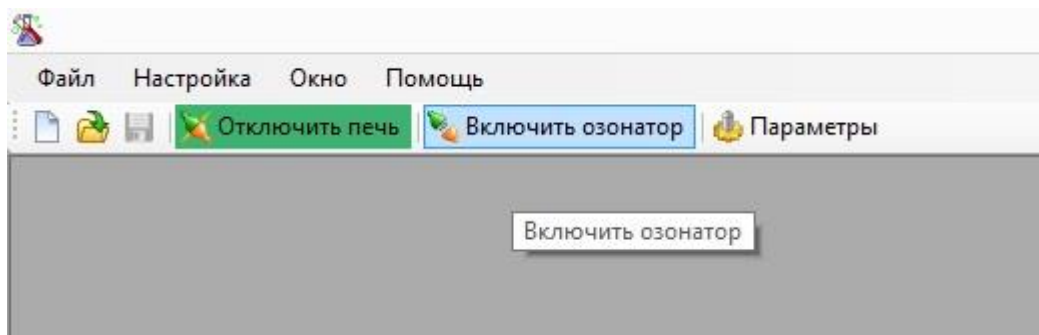 Файл Настройка Окно Помощь
Отключить печь Включить озонатор Параметры
Включить озонатор